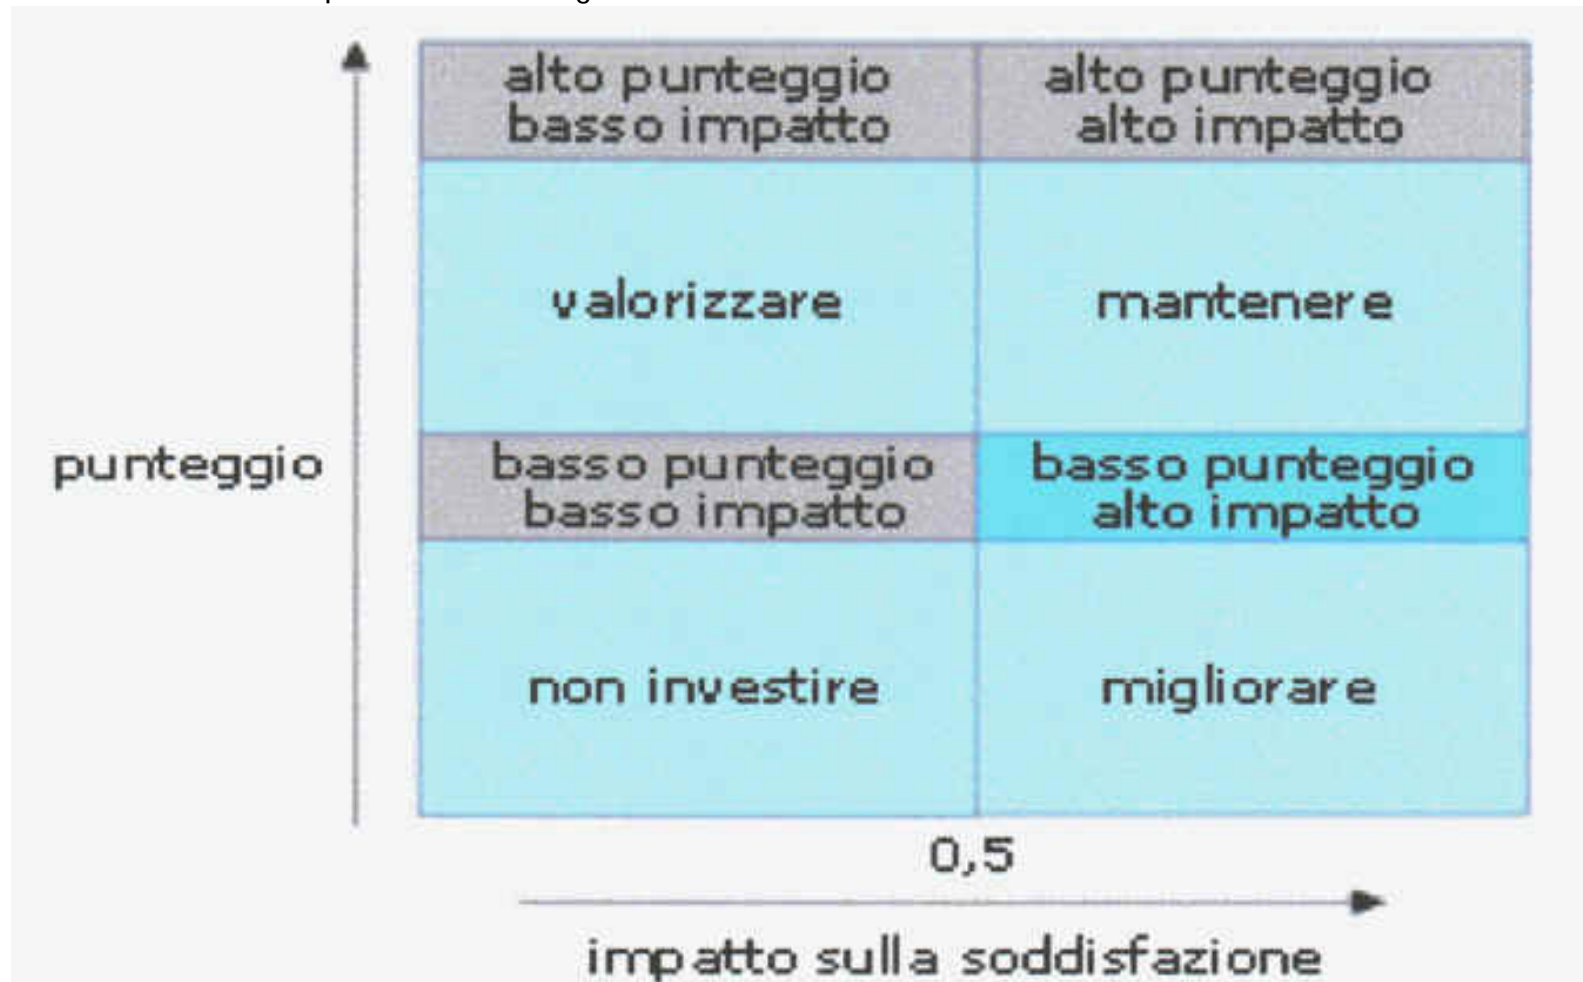 alto punteggio
basso impatto
alto punteggio
alto impatto
valorizzare
mantenere
punteggio
basso punteggio
basso impatto
basso punteggio
alto impatto
non investire
migliorare
0,5
impatto sulla soddisfazione